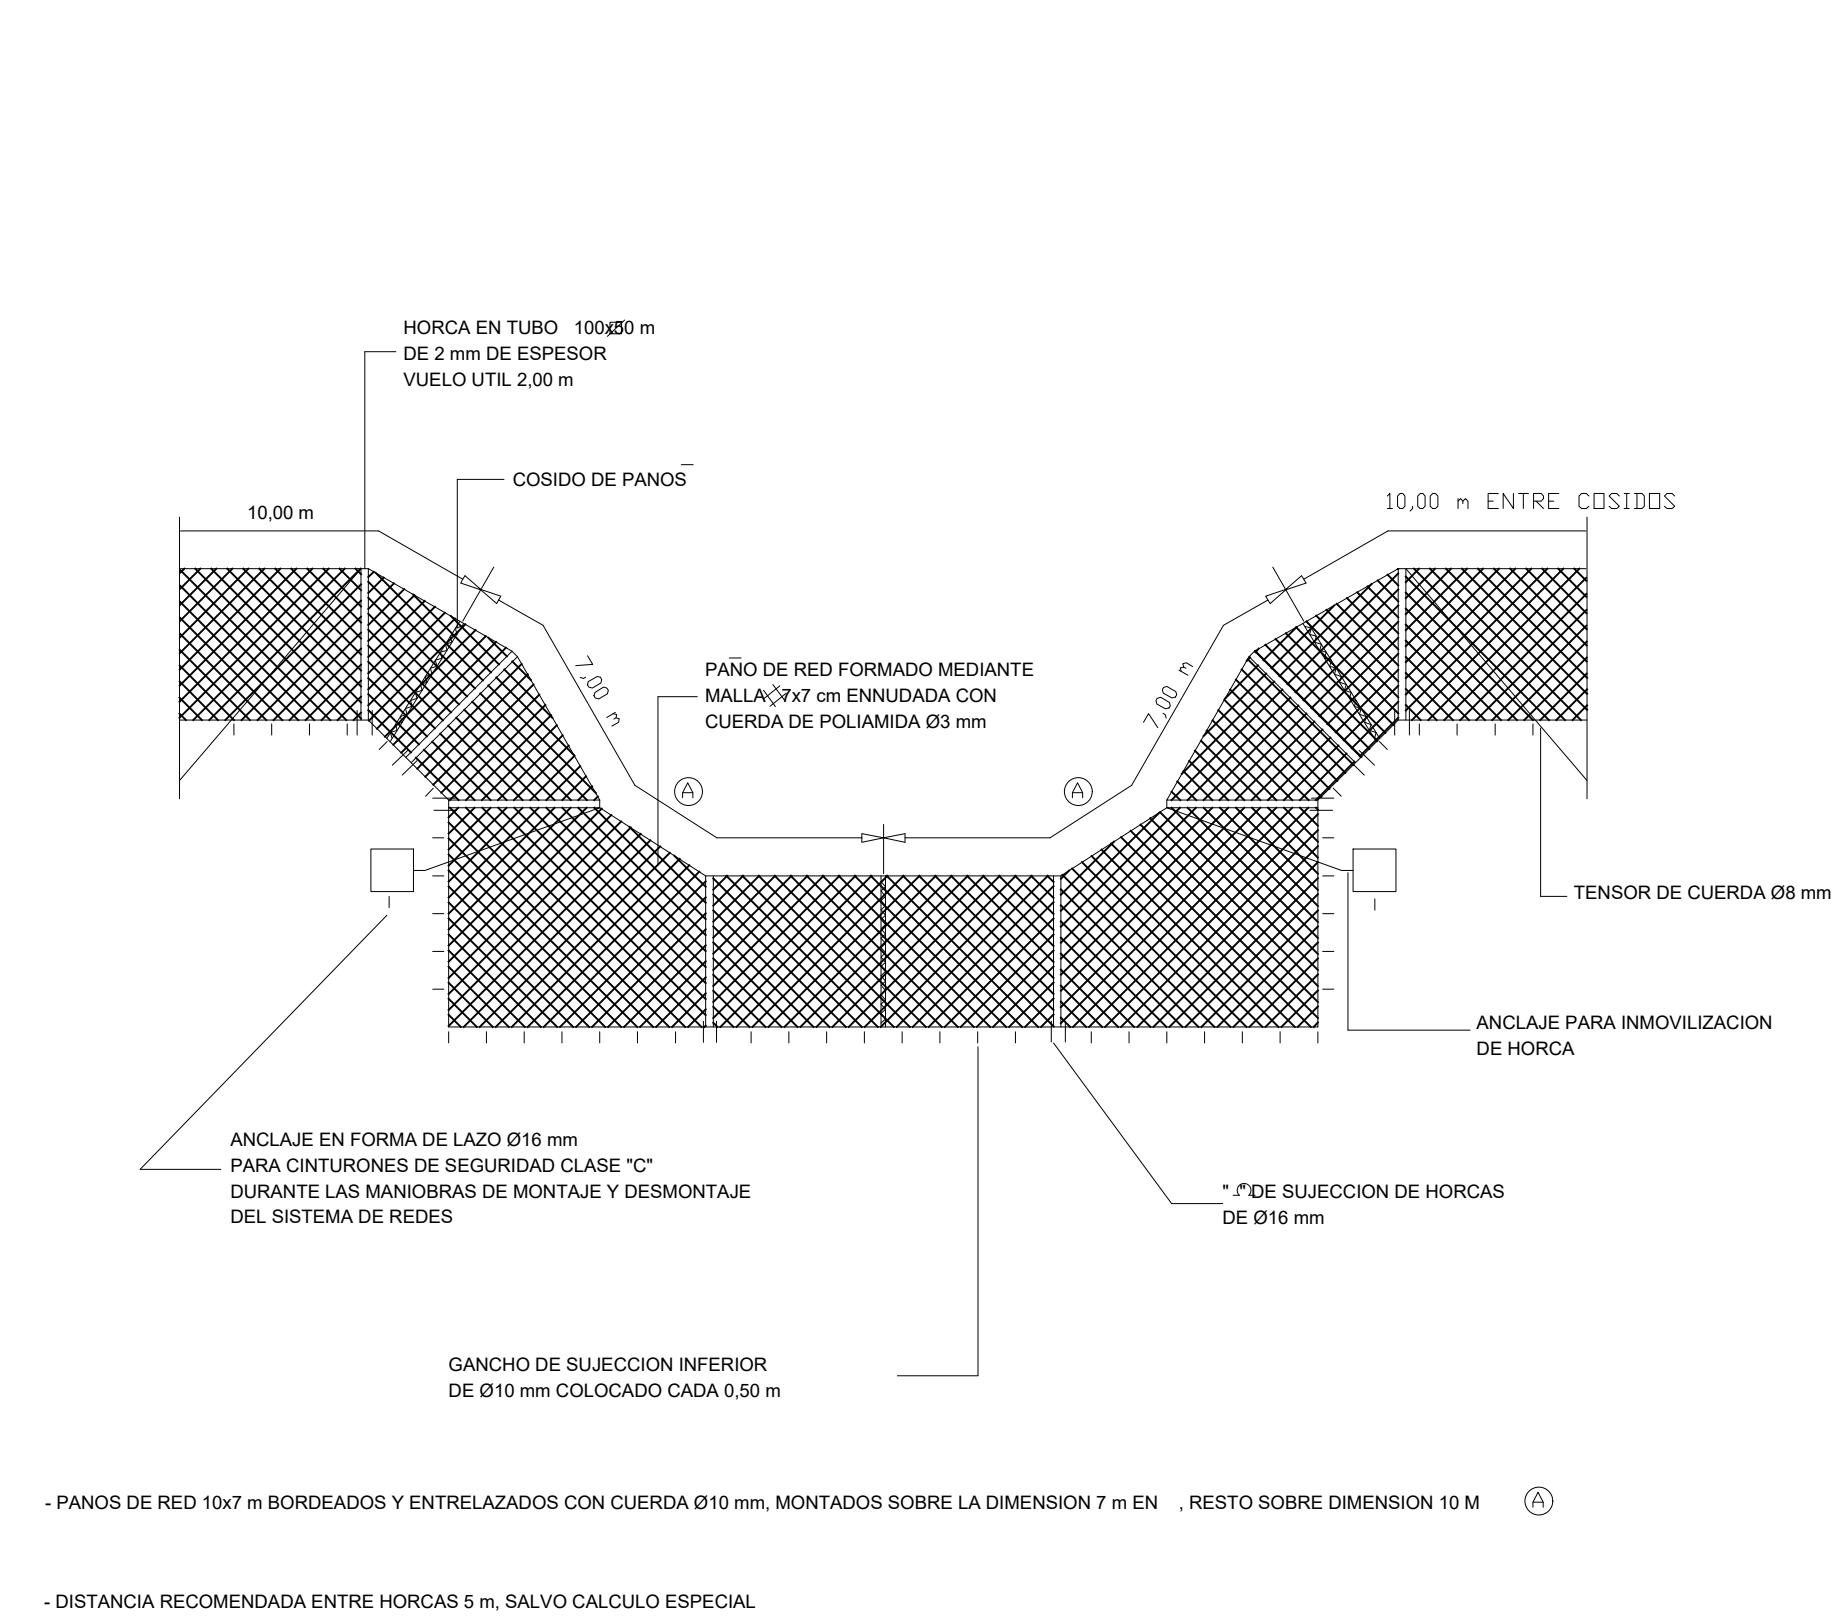 HORCA EN TUBO 100x50 m
DE 2 mm DE ESPESOR
VUELO UTIL 2,00 m
COSIDO DE PANOS
10,00 m
10,00 m ENTRE COSIDOS
7,00 m
7,00 m
PAÑO DE RED FORMADO MEDIANTE
MALLA 7x7 cm ENNUDADA CON
CUERDA DE POLIAMIDA Ø3 mm
A
A
TENSOR DE CUERDA Ø8 mm
ANCLAJE PARA INMOVILIZACION
DE HORCA
ANCLAJE EN FORMA DE LAZO Ø16 mm
PARA CINTURONES DE SEGURIDAD CLASE "C"
DURANTE LAS MANIOBRAS DE MONTAJE Y DESMONTAJE
DEL SISTEMA DE REDES
" " DE SUJECCION DE HORCAS
DE Ø16 mm
GANCHO DE SUJECCION INFERIOR
DE Ø10 mm COLOCADO CADA 0,50 m
- PANOS DE RED 10x7 m BORDEADOS Y ENTRELAZADOS CON CUERDA Ø10 mm, MONTADOS SOBRE LA DIMENSION 7 m EN , RESTO SOBRE DIMENSION 10 M A
- DISTANCIA RECOMENDADA ENTRE HORCAS 5 m, SALVO CALCULO ESPECIAL